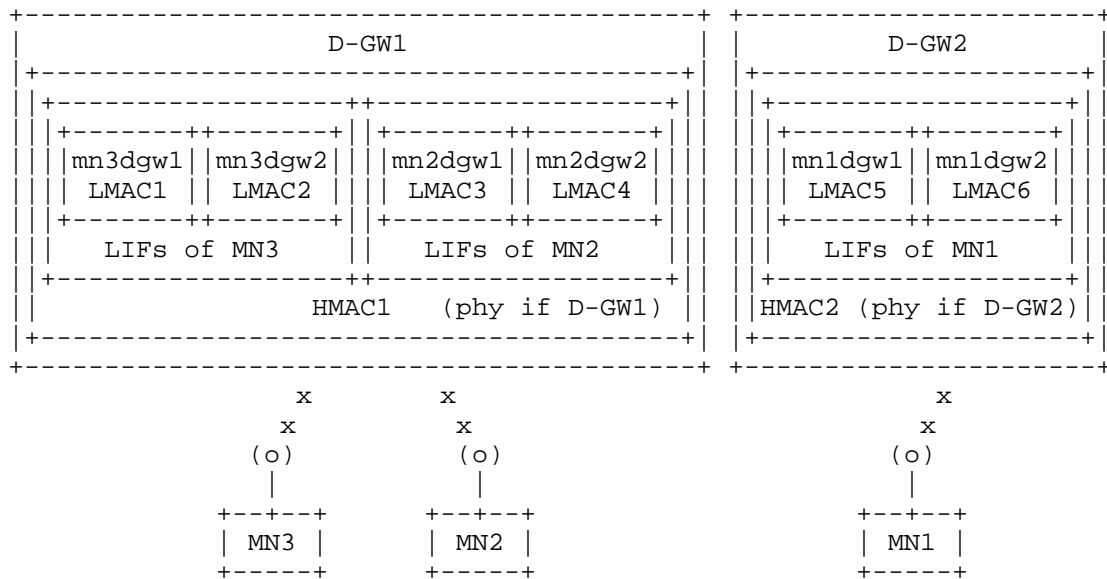 D-GW1 D-GW2
mn3dgw1 mn3dgw2 mn2dgw1 mn2dgw2 mn1dgw1 mn1dgw2
LMAC1 LMAC2 LMAC3 LMAC4 LMAC5 LMAC6
LIFs of MN3 LIFs of MN2 LIFs of MN1
HMAC1 (phy if D-GW1) HMAC2 (phy if D-GW2)
x x x
x x x
(o) (o) (o)
MN3 MN2 MN1